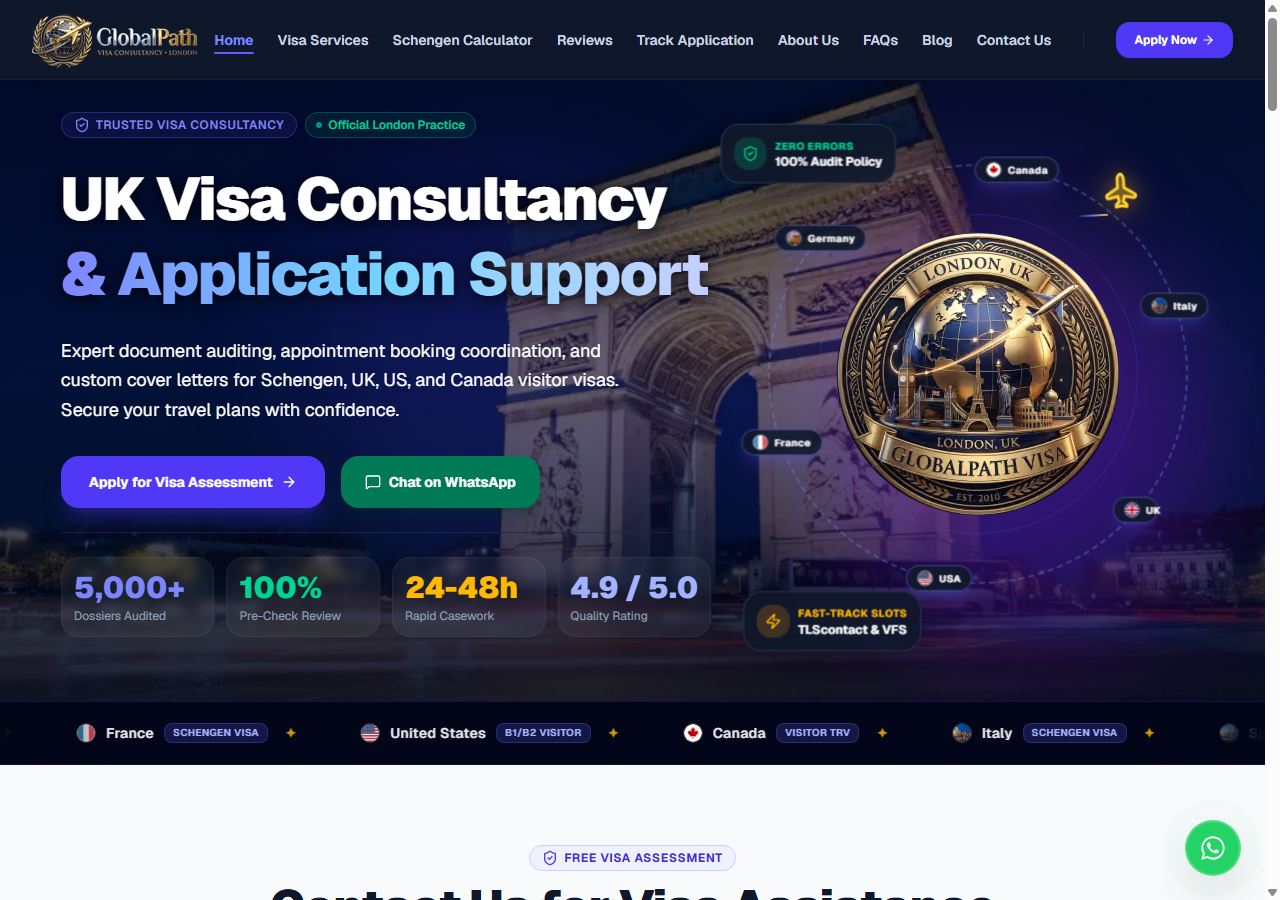 GlobalPath
VISA CONSULTANCY • LONDON
Home
Visa Services
Schengen Calculator
Reviews
Track Application
About Us
FAQs
Blog
Contact Us
Apply Now →
TRUSTED VISA CONSULTANCY
Official London Practice
UK Visa Consultancy
& Application Support
Expert document auditing, appointment booking coordination, and
custom cover letters for Schengen, UK, US, and Canada visitor visas.
Secure your travel plans with confidence.
Apply for Visa Assessment →
Chat on WhatsApp
5,000+
Dossiers Audited
100%
Pre-Check Review
24-48h
Rapid Casework
4.9 / 5.0
Quality Rating
ZERO ERRORS
100% Audit Policy
Canada
Germany
Italy
France
UK
USA
LONDON, UK
LONDON, UK
GLOBALPATH VISA
EST. 2010
FAST-TRACK SLOTS
TLScontact & VFS
France SCHENGEN VISA ✦ United States B1/B2 VISITOR ✦ Canada VISITOR TRV ✦ Italy SCHENGEN VISA ✦
FREE VISA ASSESSMENT
Contact Us for Visa Assistance